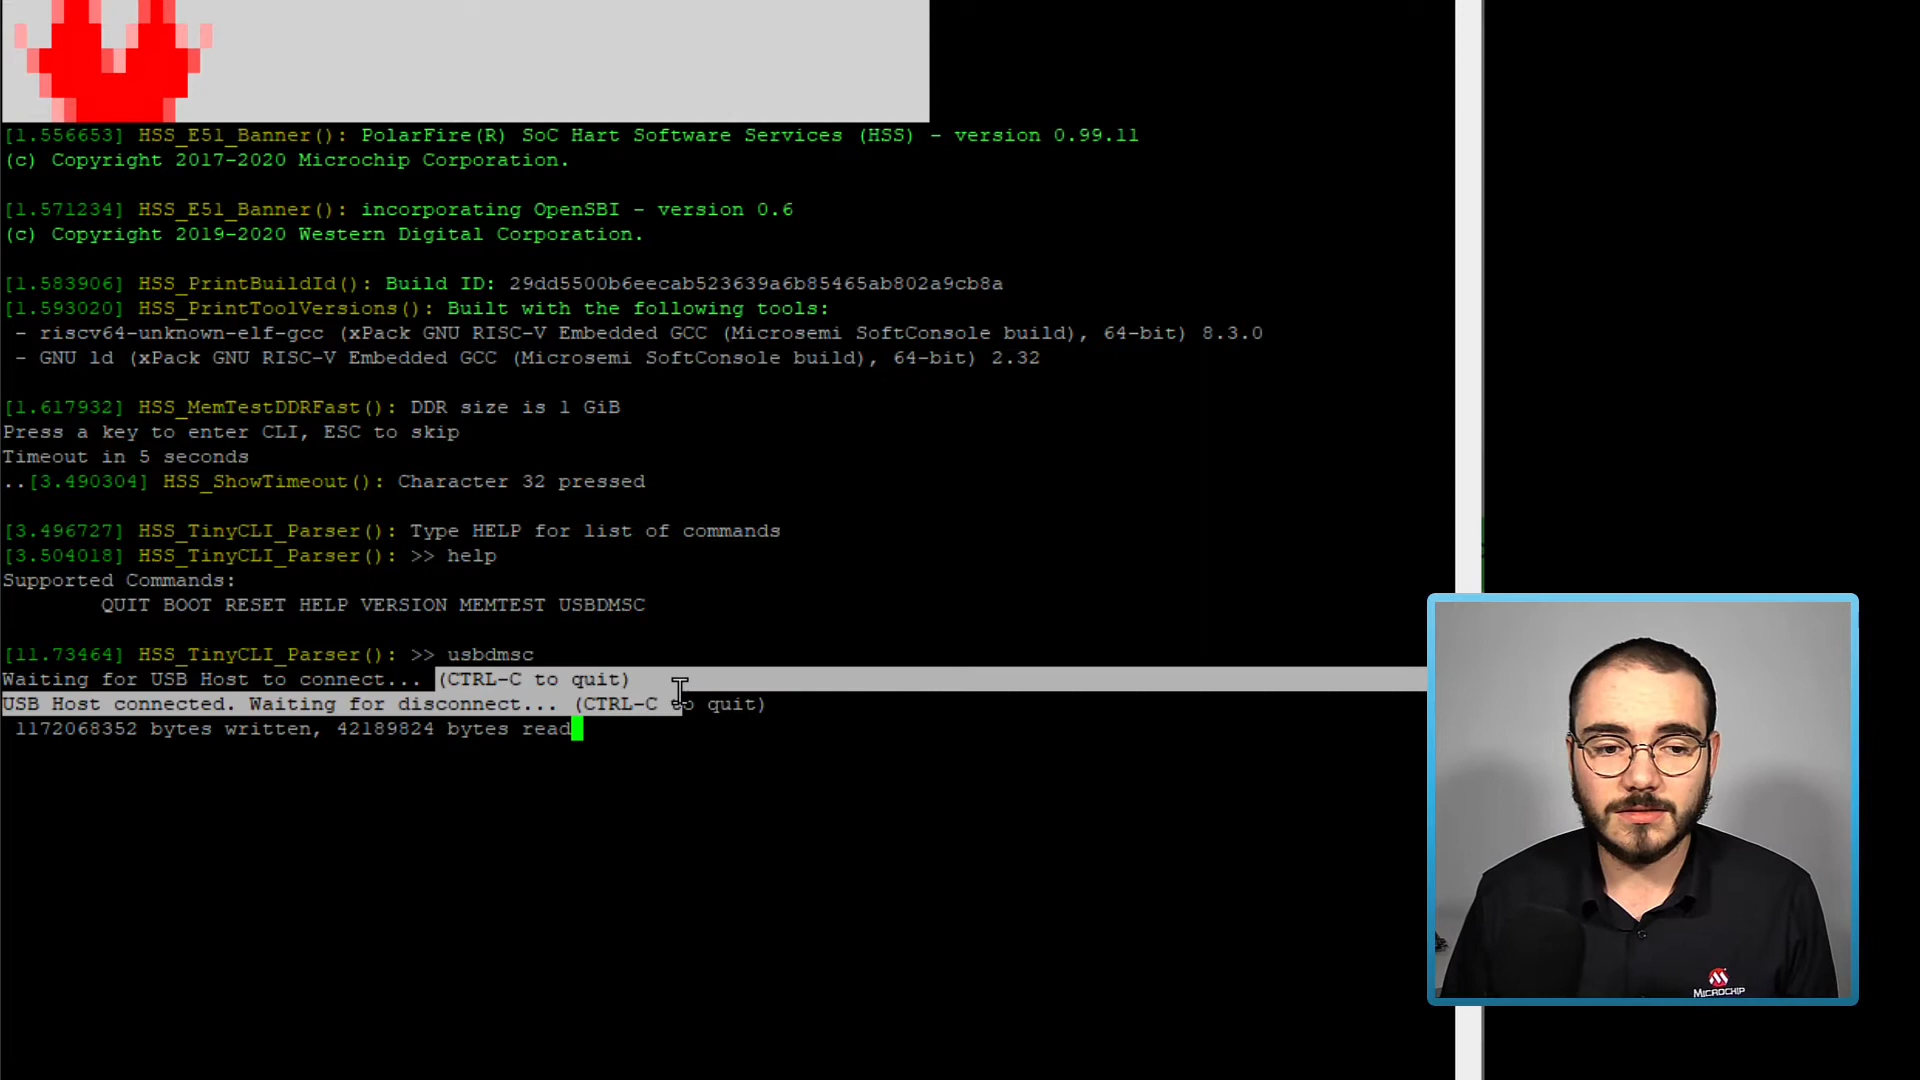 [1.556653] HSS_E51_Banner(): PolarFire(R) SoC Hart Software Services (HSS) - version 0.99.11
(c) Copyright 2017-2020 Microchip Corporation.
[1.571234] HSS_E51_Banner(): incorporating OpenSBI - version 0.6
(c) Copyright 2019-2020 Western Digital Corporation.
[1.583906] HSS_PrintBuildId(): Build ID: 29dd5500b6eecab523639a6b85465ab802a9cb8a
[1.593020] HSS_PrintToolVersions(): Built with the following tools:
- riscv64-unknown-elf-gcc (xPack GNU RISC-V Embedded GCC (Microsemi SoftConsole build), 64-bit) 8.3.0
- GNU ld (xPack GNU RISC-V Embedded GCC (Microsemi SoftConsole build), 64-bit) 2.32
[1.617932] HSS_MemTestDDRFast(): DDR size is 1 GiB
Press a key to enter CLI, ESC to skip
Timeout in 5 seconds
..[3.490304] HSS_ShowTimeout(): Character 32 pressed
[3.496727] HSS_TinyCLI_Parser(): Type HELP for list of commands
[3.504018] HSS_TinyCLI_Parser(): >> help
Supported Commands:
QUIT BOOT RESET HELP VERSION MEMTEST USBDMSC
[11.73464] HSS_TinyCLI_Parser(): >> usbdmsc
Waiting for USB Host to connect... (CTRL-C to quit)
USB Host connected. Waiting for disconnect... (CTRL-C to quit)
1172068352 bytes written, 42189824 bytes read
MICROCHIP